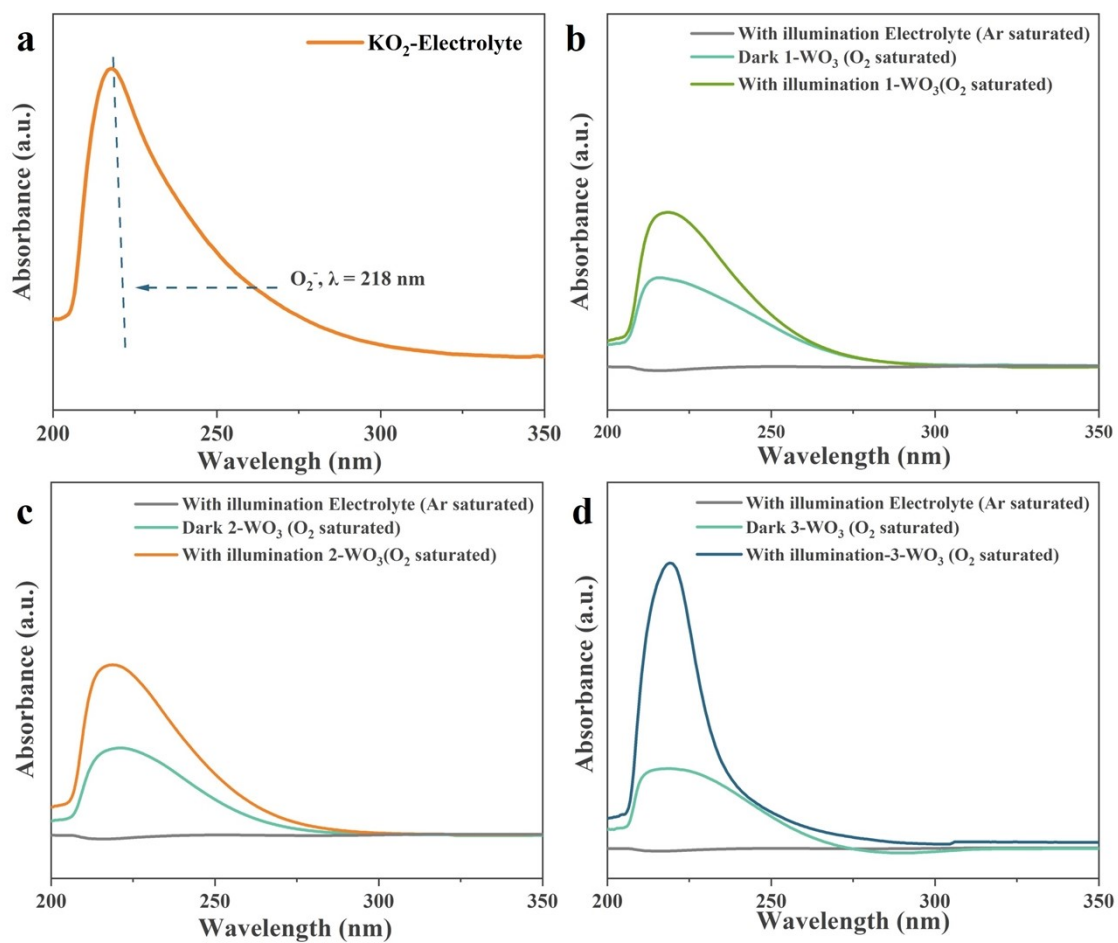 a
KO₂-Electrolyte
O₂⁻, λ = 218 nm
Absorbance (a.u.)
200 250 300 350
Wavelengh (nm)
b
With illumination Electrolyte (Ar saturated)
Dark 1-WO₃ (O₂ saturated)
With illumination 1-WO₃(O₂ saturated)
Absorbance (a.u.)
200 250 300 350
Wavelength (nm)
c
With illumination Electrolyte (Ar saturated)
Dark 2-WO₃ (O₂ saturated)
With illumination 2-WO₃(O₂ saturated)
Absorbance (a.u.)
200 250 300 350
Wavelength (nm)
d
With illumination Electrolyte (Ar saturated)
Dark 3-WO₃ (O₂ saturated)
With illumination-3-WO₃ (O₂ saturated)
Absorbance (a.u.)
200 250 300 350
Wavelength (nm)